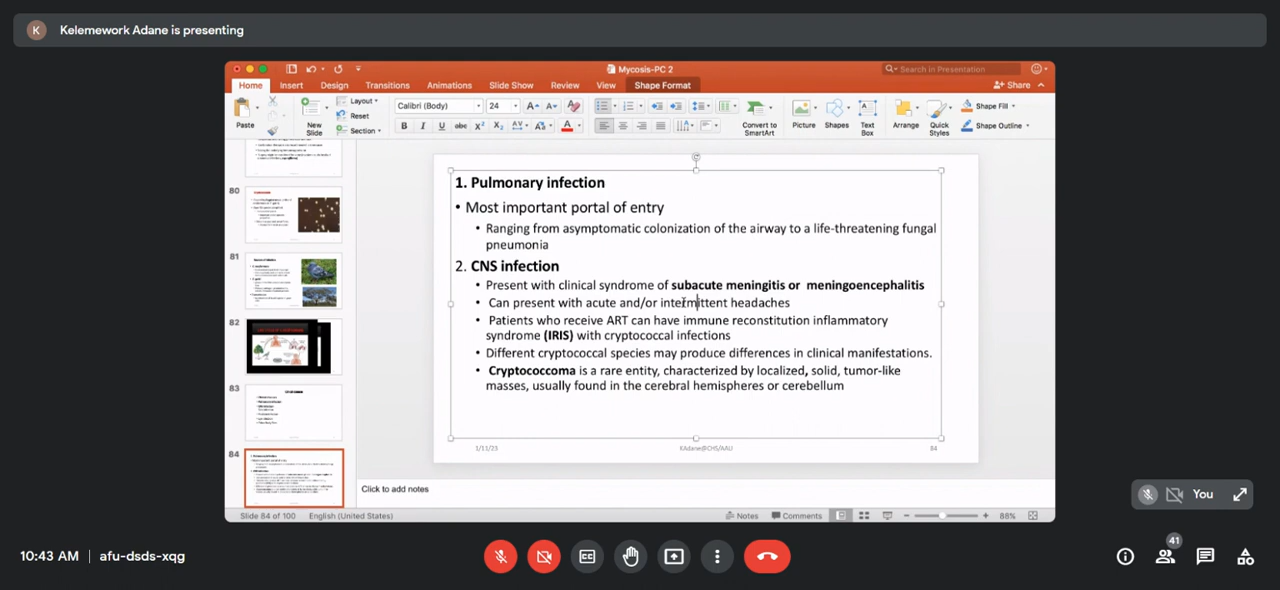 K Kelemework Adane is presenting
Mycosis-PC 2
Search in Presentation
Home Insert Design Transitions Animations Slide Show Review View Shape Format
Share
Paste
New
Slide
Layout
Reset
Section
Calibri (Body) 24
Convert to
SmartArt
Picture
Shapes
Text
Box
Arrange
Quick
Styles
Shape Fill
Shape Outline
80
81
82
83
84
1. Pulmonary infection
• Most important portal of entry
• Ranging from asymptomatic colonization of the airway to a life-threatening fungal
pneumonia
2. CNS infection
• Present with clinical syndrome of subacute meningitis or meningoencephalitis
• Can present with acute and/or intermittent headaches
• Patients who receive ART can have immune reconstitution inflammatory
syndrome (IRIS) with cryptococcal infections
• Different cryptococcal species may produce differences in clinical manifestations.
• Cryptococcoma is a rare entity, characterized by localized, solid, tumor-like
masses, usually found in the cerebral hemispheres or cerebellum
1/11/23 KAdane@CHS/AAU 84
Click to add notes
Slide 84 of 100 English (United States) Notes Comments 88%
You
10:43 AM | afu-dsds-xqg
41